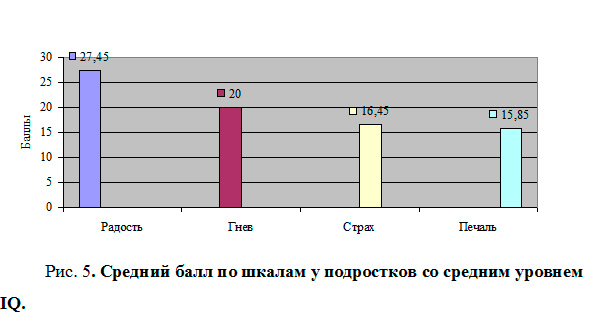 27,45
20
16,45
15,85
30
25
20
15
10
5
0
Баллы
Радость Гнев Страх Печаль
Рис. 5. Средний балл по шкалам у подростков со средним уровнем
IQ.